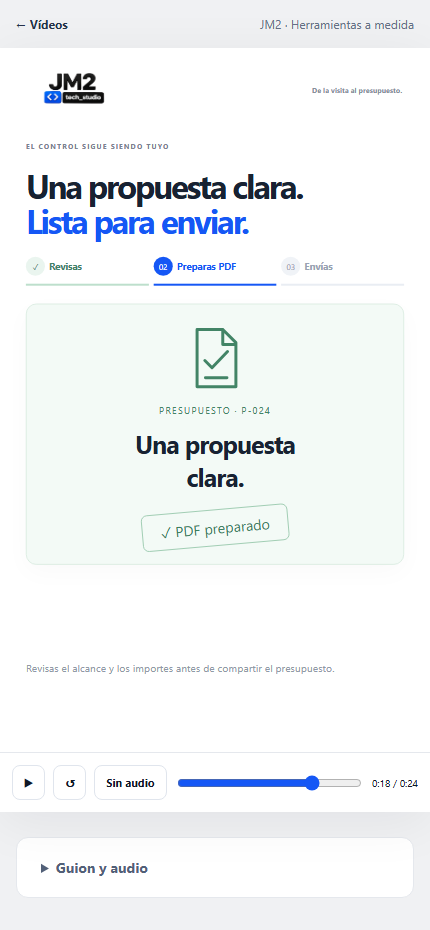 ← Vídeos
JM2 · Herramientas a medida
JM2
<> tech_studio
De la visita al presupuesto.
EL CONTROL SIGUE SIENDO TUYO
Una propuesta clara.
Lista para enviar.
✓ Revisas
02 Preparas PDF
03 Envías
PRESUPUESTO · P-024
Una propuesta
clara.
✓ PDF preparado
Revisas el alcance y los importes antes de compartir el presupuesto.
▶ ↺ Sin audio 0:18 / 0:24
▶ Guion y audio